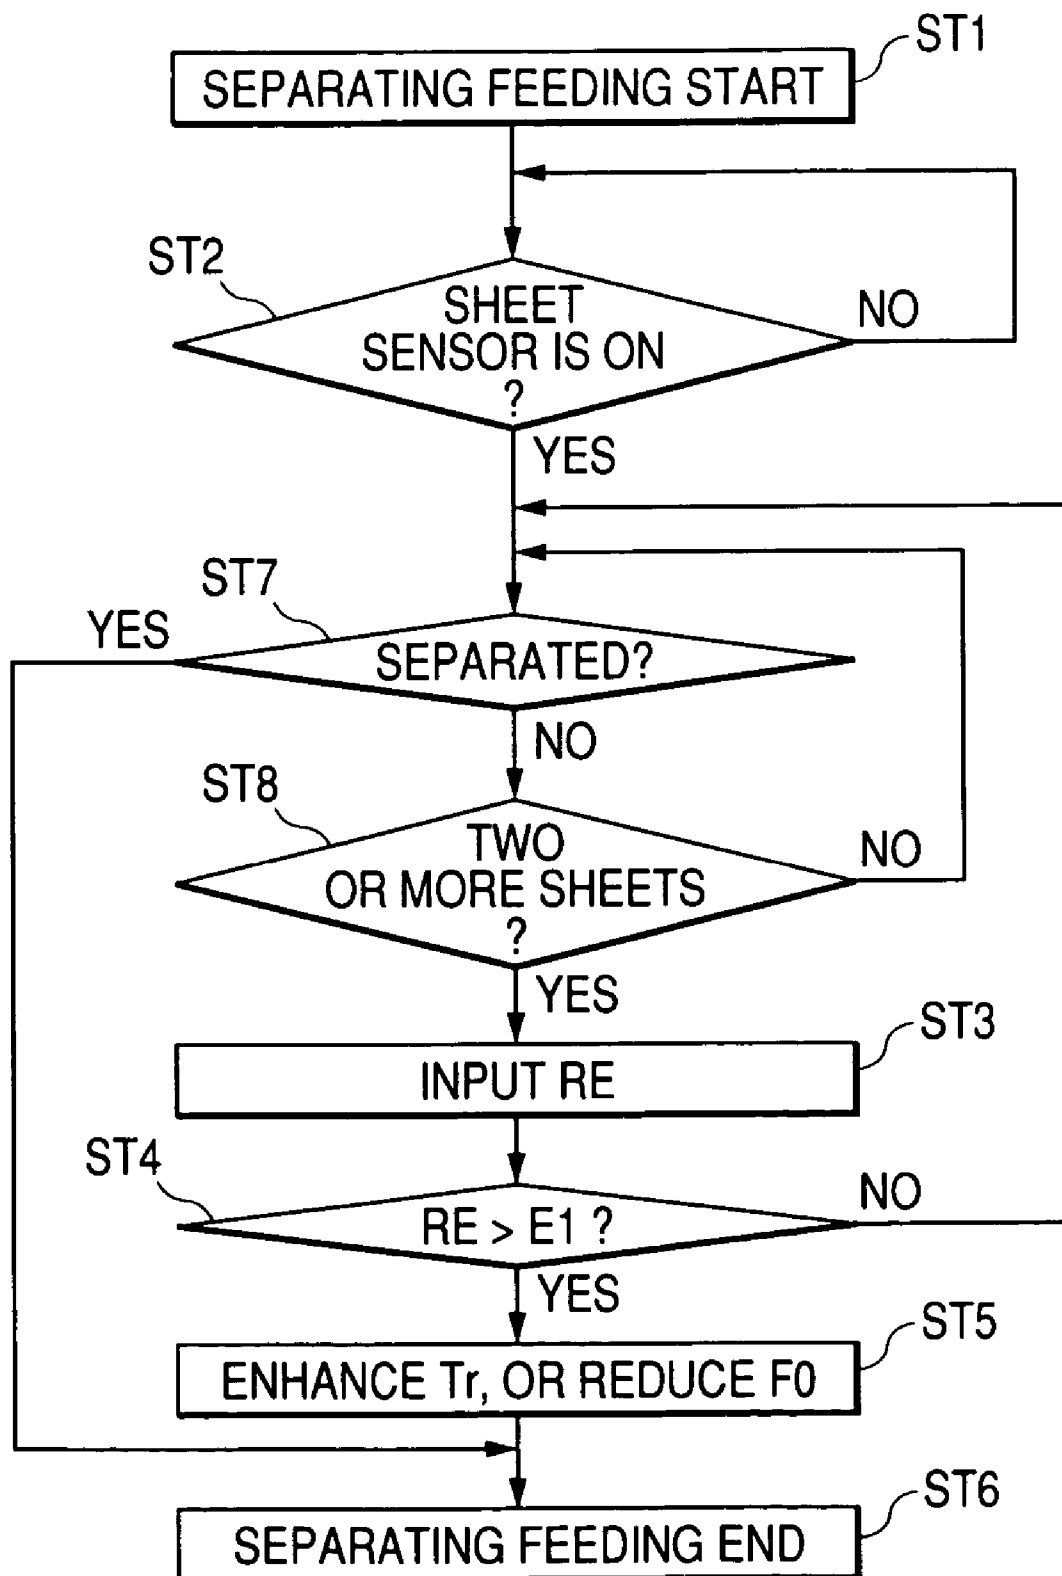 ST1
SEPARATING FEEDING START
ST2
SHEET
SENSOR IS ON
?
NO
YES
ST7
YES
SEPARATED?
NO
ST8
TWO
OR MORE SHEETS
?
NO
YES
ST3
INPUT RE
ST4
RE > E1 ?
NO
YES
ST5
ENHANCE Tr, OR REDUCE F0
ST6
SEPARATING FEEDING END